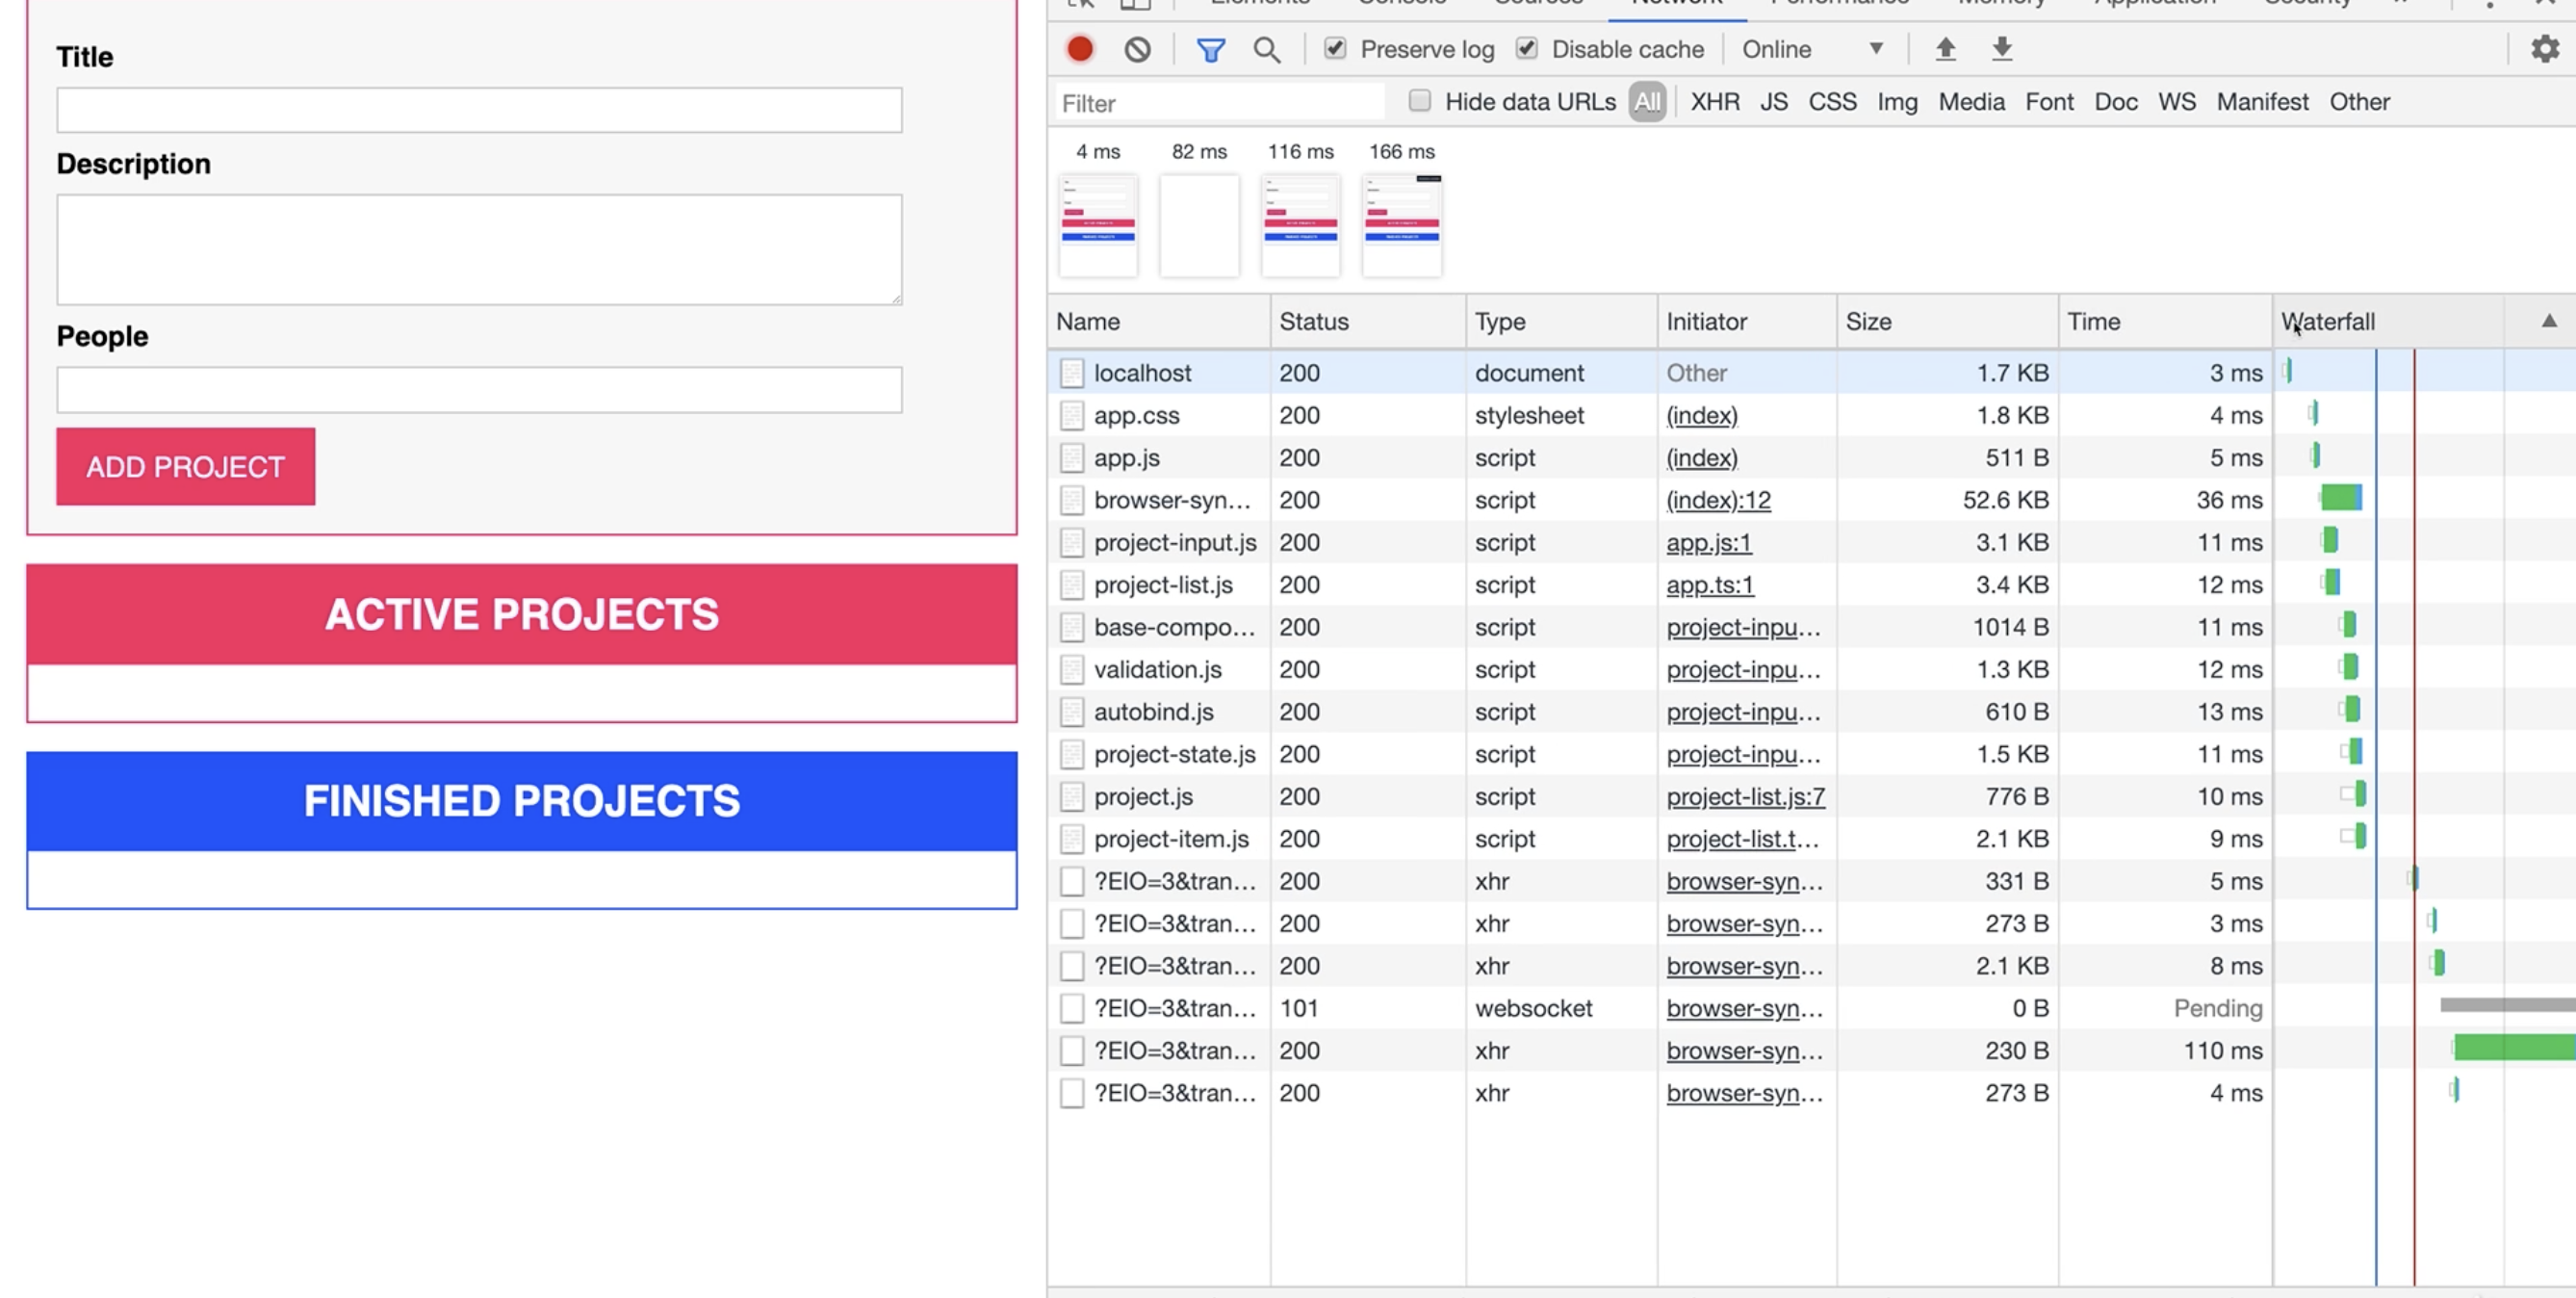 Title
Description
People
ADD PROJECT
ACTIVE PROJECTS
FINISHED PROJECTS
Elements Console Sources Network Performance Memory Application Security
Preserve log Disable cache Online
Filter Hide data URLs All XHR JS CSS Img Media Font Doc WS Manifest Other
4 ms 82 ms 116 ms 166 ms
Name Status Type Initiator Size Time Waterfall
localhost 200 document Other 1.7 KB 3 ms
app.css 200 stylesheet (index) 1.8 KB 4 ms
app.js 200 script (index) 511 B 5 ms
browser-syn… 200 script (index):12 52.6 KB 36 ms
project-input.js 200 script app.js:1 3.1 KB 11 ms
project-list.js 200 script app.ts:1 3.4 KB 12 ms
base-compo… 200 script project-inpu… 1014 B 11 ms
validation.js 200 script project-inpu… 1.3 KB 12 ms
autobind.js 200 script project-inpu… 610 B 13 ms
project-state.js 200 script project-inpu… 1.5 KB 11 ms
project.js 200 script project-list.js:7 776 B 10 ms
project-item.js 200 script project-list.t… 2.1 KB 9 ms
?EIO=3&tran… 200 xhr browser-syn… 331 B 5 ms
?EIO=3&tran… 200 xhr browser-syn… 273 B 3 ms
?EIO=3&tran… 200 xhr browser-syn… 2.1 KB 8 ms
?EIO=3&tran… 101 websocket browser-syn… 0 B Pending
?EIO=3&tran… 200 xhr browser-syn… 230 B 110 ms
?EIO=3&tran… 200 xhr browser-syn… 273 B 4 ms